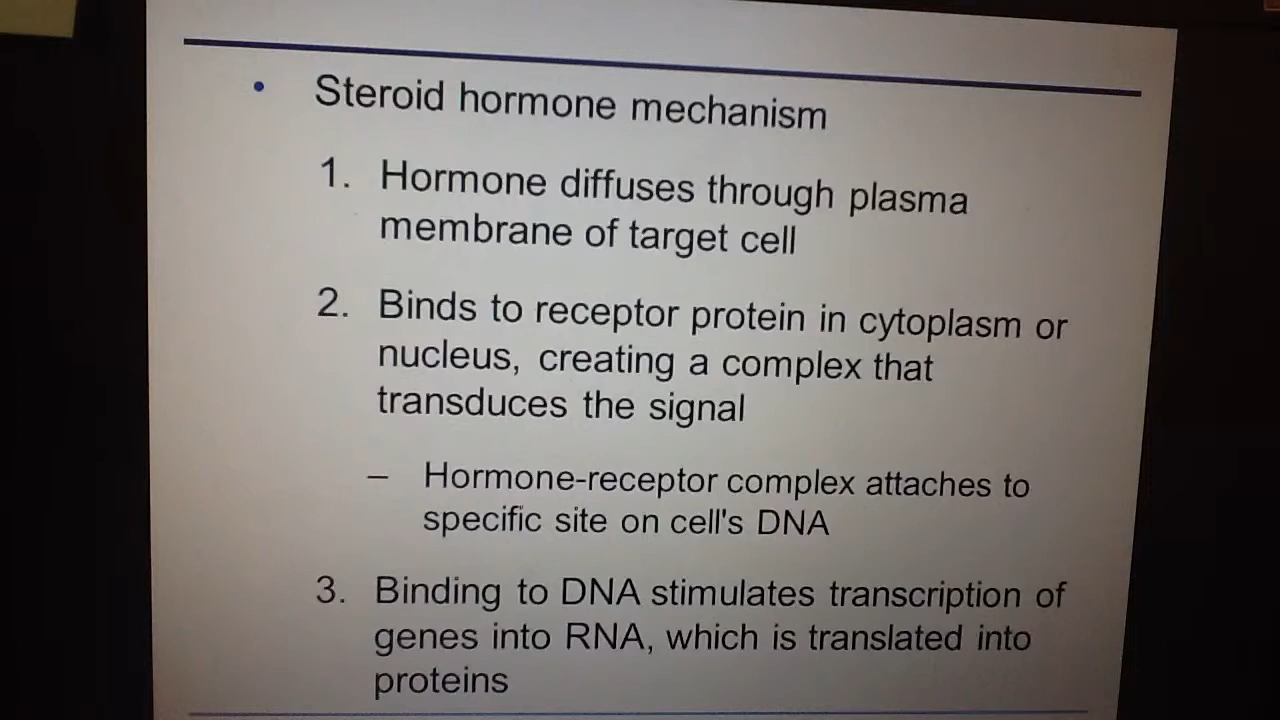 • Steroid hormone mechanism
1. Hormone diffuses through plasma
membrane of target cell
2. Binds to receptor protein in cytoplasm or
nucleus, creating a complex that
transduces the signal
– Hormone-receptor complex attaches to
specific site on cell's DNA
3. Binding to DNA stimulates transcription of
genes into RNA, which is translated into
proteins